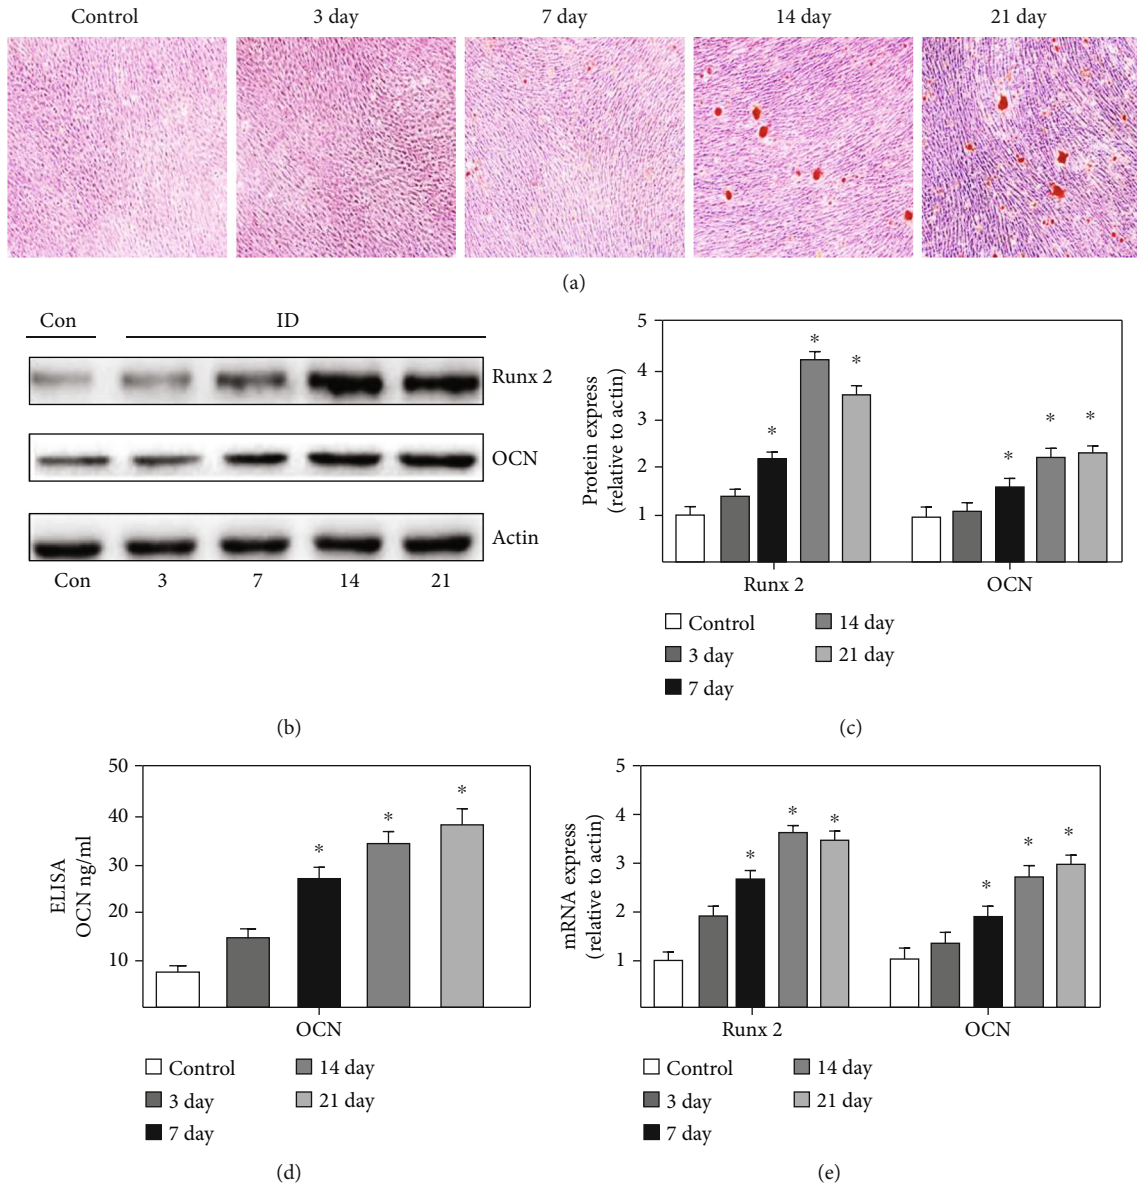 Control 3 day 7 day 14 day 21 day
(a)
Con ID
Runx 2
OCN
Actin
Con 3 7 14 21
(b)
5
4
3
2
1
Protein express
(relative to actin)
* * * * * *
Runx 2 OCN
Control 14 day
3 day 21 day
7 day
(c)
50
40
30
20
10
ELISA
OCN ng/ml
* * *
OCN
Control 14 day
3 day 21 day
7 day
(d)
5
4
3
2
1
mRNA express
(relative to actin)
* * * * * *
Runx 2 OCN
Control 14 day
3 day 21 day
7 day
(e)